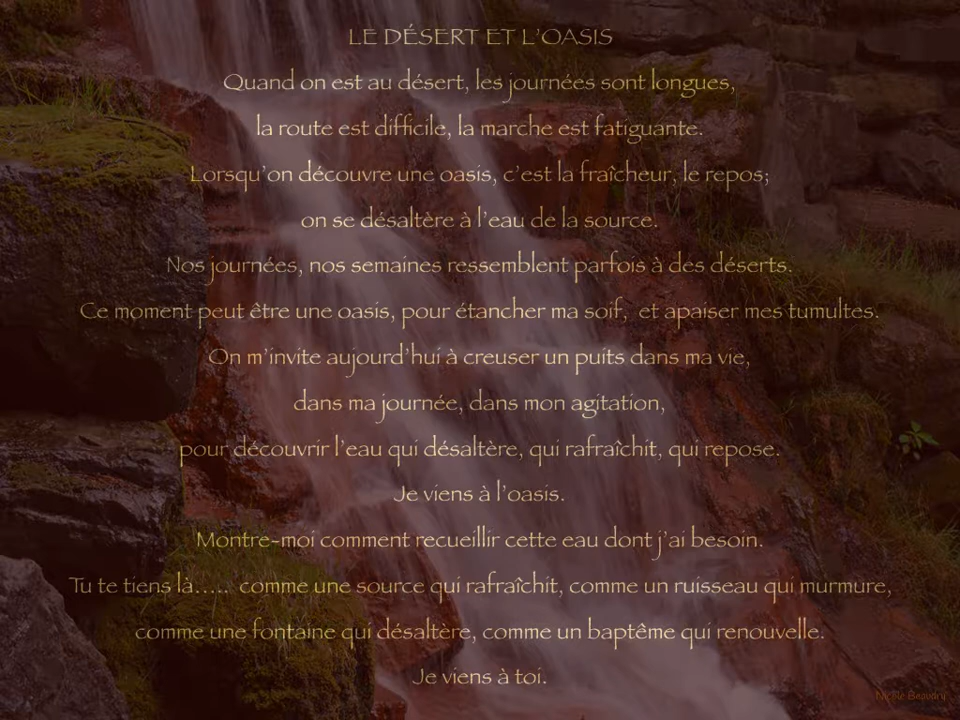 LE DÉSERT ET L’OASIS
Quand on est au désert, les journées sont longues,
la route est difficile, la marche est fatiguante.
Lorsqu’on découvre une oasis, c’est la fraîcheur, le repos;
on se désaltère à l’eau de la source.
Nos journées, nos semaines ressemblent parfois à des déserts.
Ce moment peut être une oasis, pour étancher ma soif, et apaiser mes tumultes.
On m’invite aujourd’hui à creuser un puits dans ma vie,
dans ma journée, dans mon agitation,
pour découvrir l’eau qui désaltère, qui rafraîchit, qui repose.
Je viens à l’oasis.
Montre-moi comment recueillir cette eau dont j’ai besoin.
Tu te tiens là..... comme une source qui rafraîchit, comme un ruisseau qui murmure,
comme une fontaine qui désaltère, comme un baptême qui renouvelle.
Je viens à toi.
Nicole Beaudry